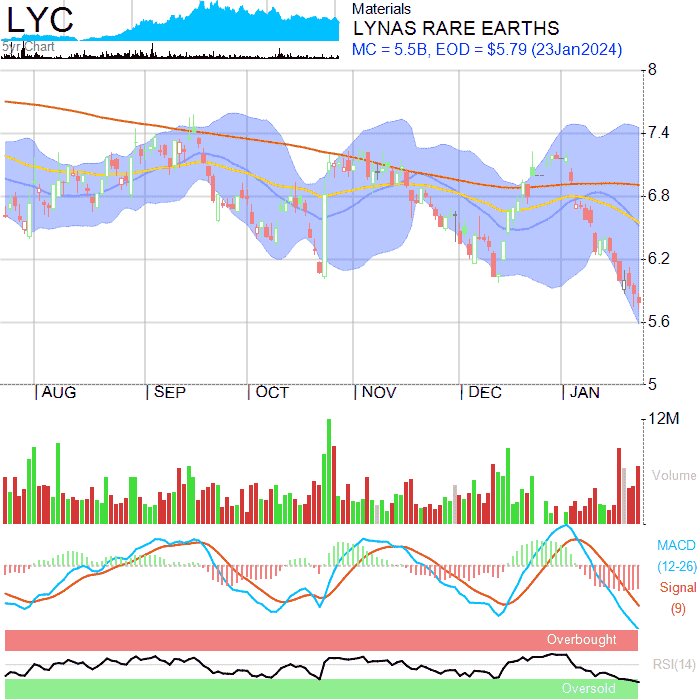 LYC
5yr Chart
Materials
LYNAS RARE EARTHS
MC = 5.5B, EOD = $5.79 (23Jan2024)
8
7.4
6.8
6.2
5.6
5
AUG SEP OCT NOV DEC JAN
12M
Volume
MACD
(12-26)
Signal
(9)
Overbought
RSI(14)
Oversold